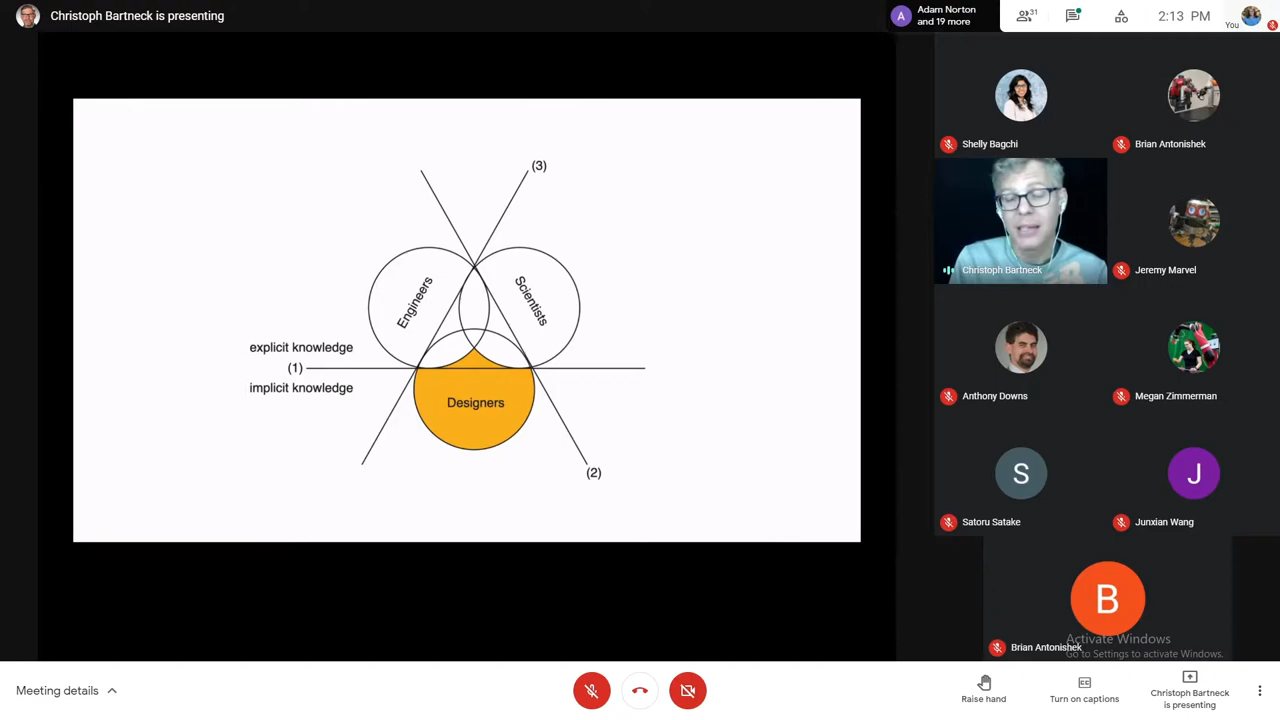 Christoph Bartneck is presenting
A
Adam Norton
and 19 more
31
2:13 PM
You
Shelly Bagchi
Brian Antonishek
Christoph Bartneck
Jeremy Marvel
Anthony Downs
Megan Zimmerman
S
J
Satoru Satake
Junxian Wang
B
Brian Antonishek
Activate Windows
Go to Settings to activate Windows.
(3)
Engineers
Scientists
explicit knowledge
(1)
implicit knowledge
Designers
(2)
Meeting details
Raise hand
Turn on captions
Christoph Bartneck
is presenting